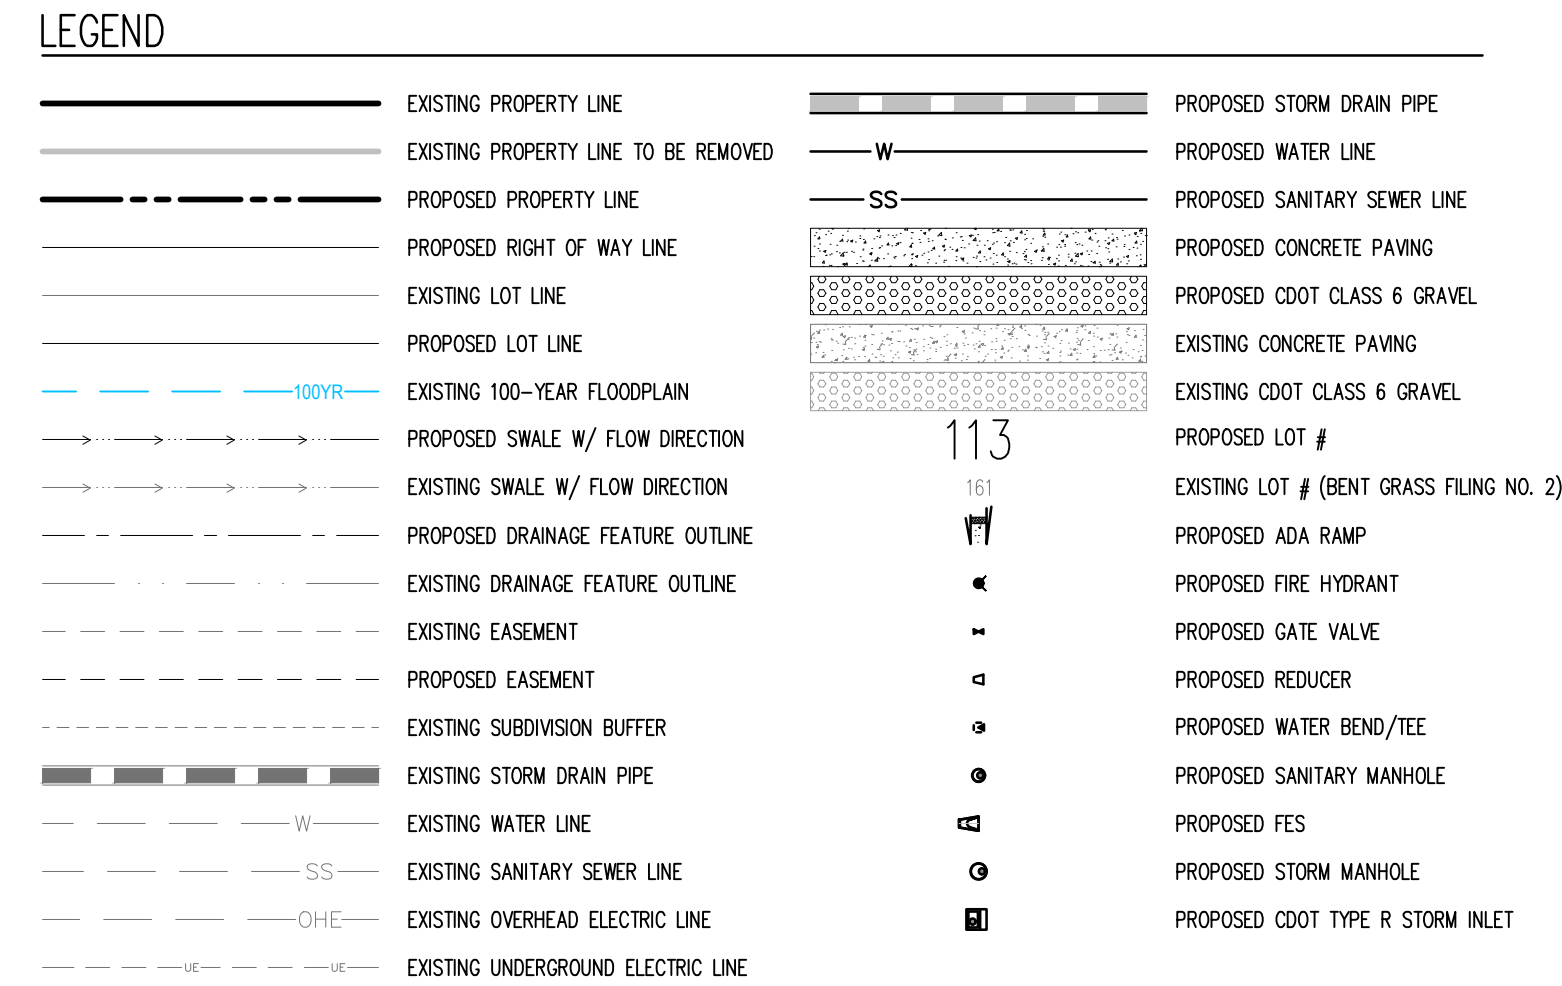 LEGEND
EXISTING PROPERTY LINE
EXISTING PROPERTY LINE TO BE REMOVED
PROPOSED PROPERTY LINE
PROPOSED RIGHT OF WAY LINE
EXISTING LOT LINE
PROPOSED LOT LINE
100YR EXISTING 100-YEAR FLOODPLAIN
PROPOSED SWALE W/ FLOW DIRECTION
EXISTING SWALE W/ FLOW DIRECTION
PROPOSED DRAINAGE FEATURE OUTLINE
EXISTING DRAINAGE FEATURE OUTLINE
EXISTING EASEMENT
PROPOSED EASEMENT
EXISTING SUBDIVISION BUFFER
EXISTING STORM DRAIN PIPE
W EXISTING WATER LINE
SS EXISTING SANITARY SEWER LINE
OHE EXISTING OVERHEAD ELECTRIC LINE
UE UE EXISTING UNDERGROUND ELECTRIC LINE
PROPOSED STORM DRAIN PIPE
W PROPOSED WATER LINE
SS PROPOSED SANITARY SEWER LINE
PROPOSED CONCRETE PAVING
PROPOSED CDOT CLASS 6 GRAVEL
EXISTING CONCRETE PAVING
EXISTING CDOT CLASS 6 GRAVEL
113 PROPOSED LOT #
161 EXISTING LOT # (BENT GRASS FILING NO. 2)
PROPOSED ADA RAMP
PROPOSED FIRE HYDRANT
PROPOSED GATE VALVE
PROPOSED REDUCER
PROPOSED WATER BEND/TEE
PROPOSED SANITARY MANHOLE
PROPOSED FES
PROPOSED STORM MANHOLE
PROPOSED CDOT TYPE R STORM INLET